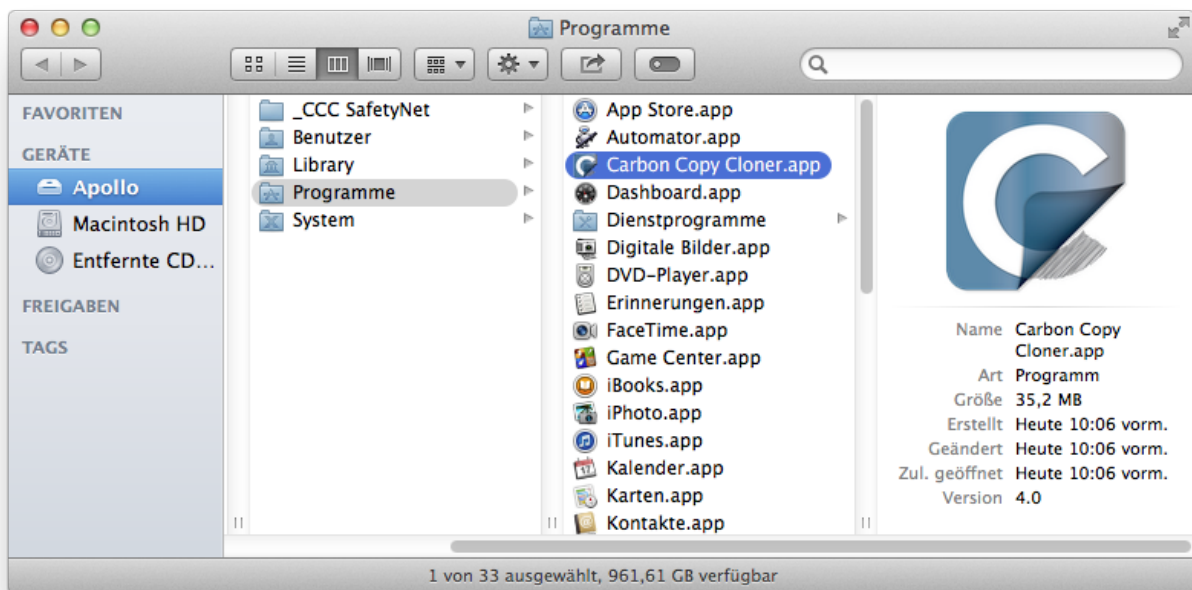 Programme
FAVORITEN
GERÄTE
Apollo
Macintosh HD
Entfernte CD...
FREIGABEN
TAGS
_CCC SafetyNet
Benutzer
Library
Programme
System
App Store.app
Automator.app
Carbon Copy Cloner.app
Dashboard.app
Dienstprogramme
Digitale Bilder.app
DVD-Player.app
Erinnerungen.app
FaceTime.app
Game Center.app
iBooks.app
iPhoto.app
iTunes.app
Kalender.app
Karten.app
Kontakte.app
Name Carbon Copy
Cloner.app
Art Programm
Größe 35,2 MB
Erstellt Heute 10:06 vorm.
Geändert Heute 10:06 vorm.
Zul. geöffnet Heute 10:06 vorm.
Version 4.0
1 von 33 ausgewählt, 961,61 GB verfügbar